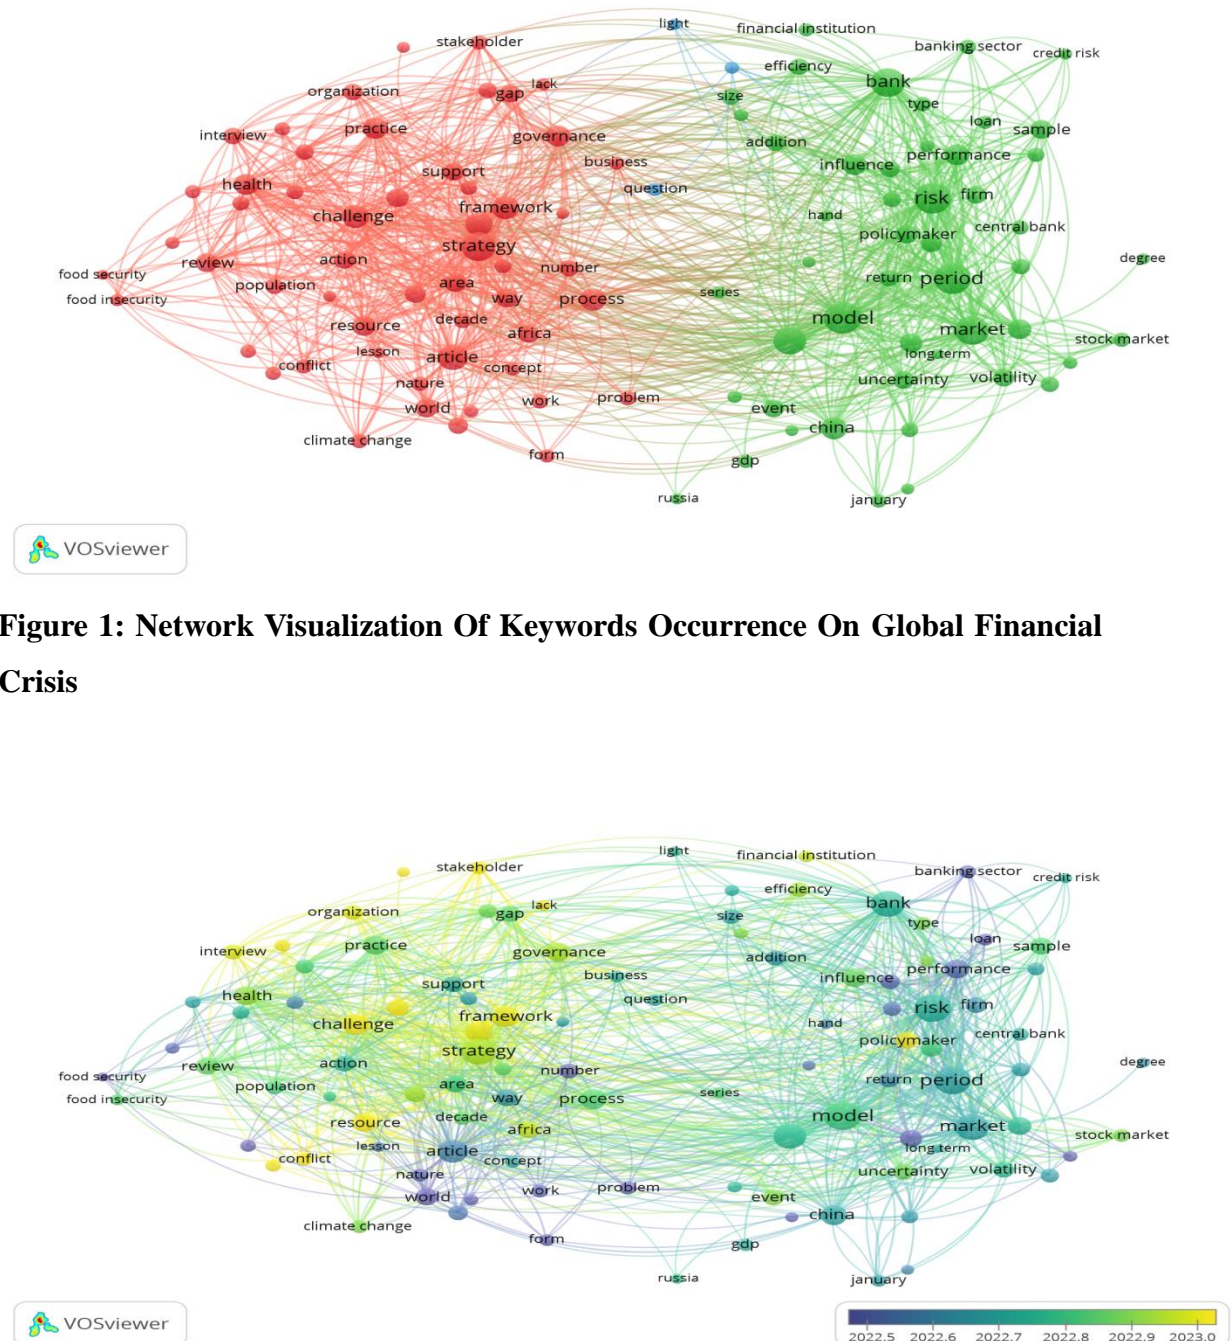 light
financial institution
stakeholder
banking sector
credit risk
efficiency
bank
lack
organization
gap
size
type
loan
interview
practice
governance
addition
sample
business
influence
performance
support
health
question
risk
firm
challenge
framework
hand
policymaker
central bank
strategy
degree
food security
review
action
number
population
area
return
period
food insecurity
way
process
series
resource
decade
africa
model
market
stock market
lesson
article
concept
long term
conflict
nature
uncertainty
volatility
world
work
problem
event
china
climate change
form
gdp
russia
january
VOSviewer
Figure 1: Network Visualization Of Keywords Occurrence On Global Financial
Crisis
light
financial institution
stakeholder
banking sector
credit risk
efficiency
bank
lack
organization
gap
size
type
loan
interview
practice
governance
addition
sample
business
influence
performance
support
health
question
risk
firm
challenge
framework
hand
policymaker
central bank
strategy
degree
food security
review
action
number
population
area
return
period
food insecurity
way
process
series
resource
decade
africa
model
market
stock market
lesson
article
concept
long term
conflict
nature
uncertainty
volatility
world
work
problem
event
china
climate change
form
gdp
russia
january
VOSviewer
2022.5 2022.6 2022.7 2022.8 2022.9 2023.0